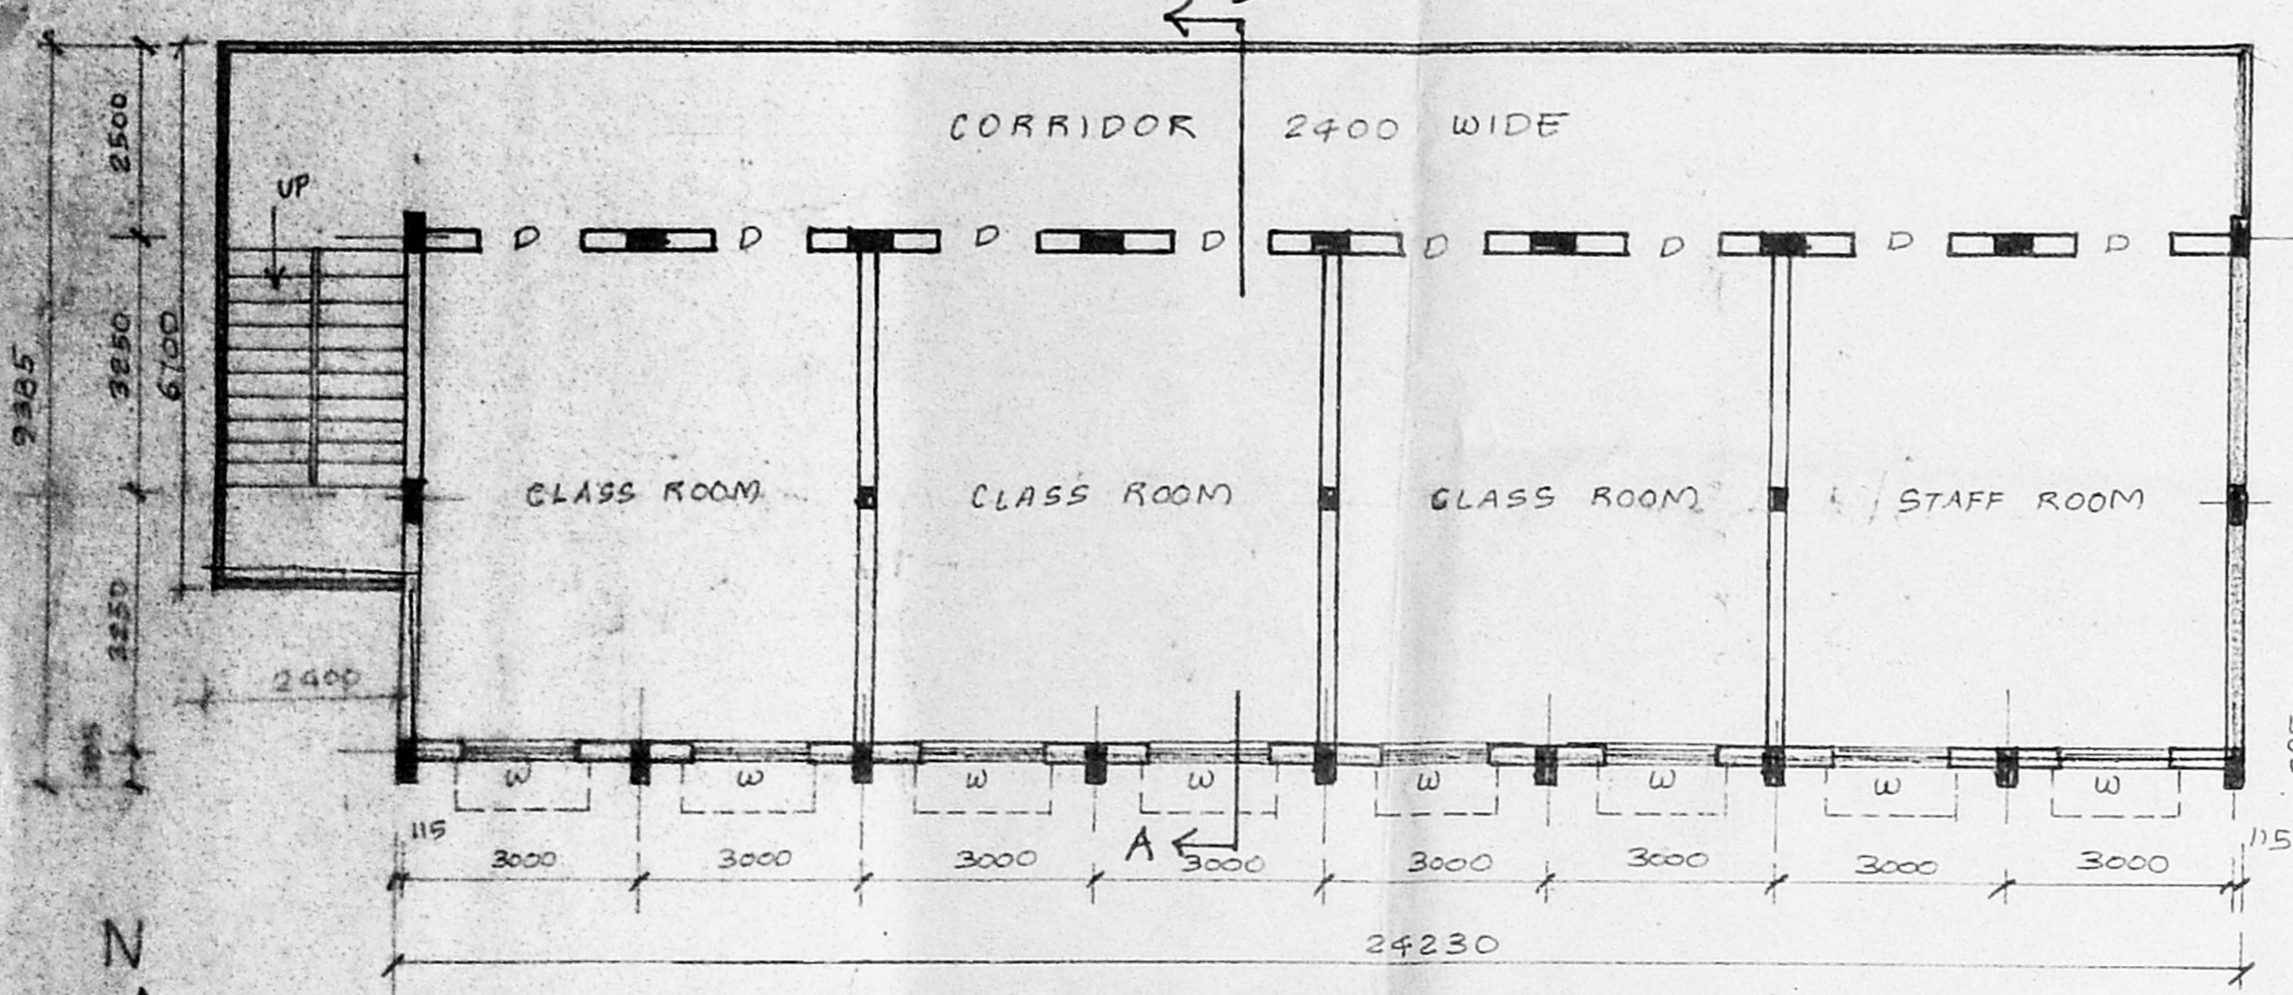 CORRIDOR 2400 WIDE
UP
D D D D D D D D
2500
3250
6700
9385
3250
CLASS ROOM CLASS ROOM CLASS ROOM STAFF ROOM
2400
W W W W W W W W
115 115
A
3000 3000 3000 3000 3000 3000 3000 3000
24230
N